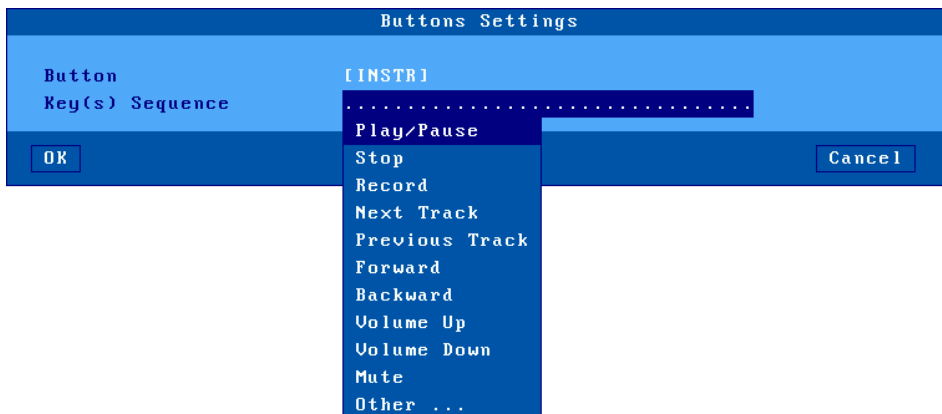 Buttons Settings
Button [INSTR]
Key(s) Sequence .................................
Play/Pause
OK Stop Cancel
Record
Next Track
Previous Track
Forward
Backward
Volume Up
Volume Down
Mute
Other ...